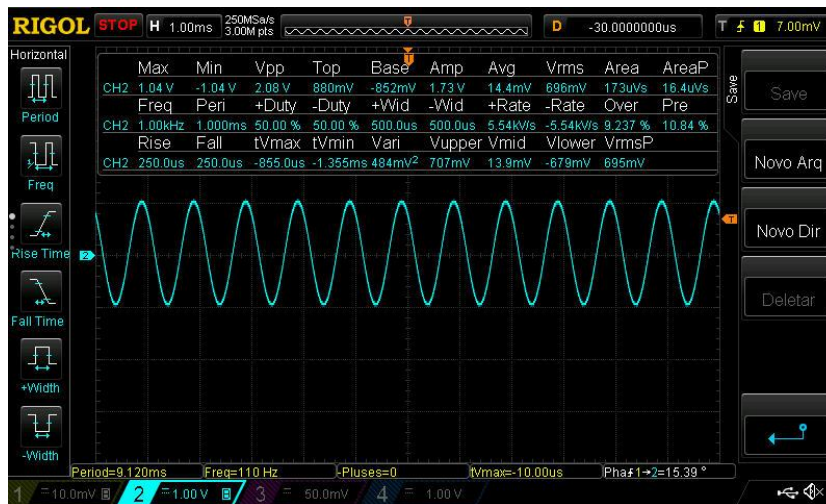 RIGOL STOP H 1.00ms 250MSa/s 3.00M pts D -30.0000000us T 1 7.00mV
Horizontal
Period
Freq
Rise Time
Fall Time
+Width
-Width
Max Min Vpp Top Base Amp Avg Vrms Area AreaP
CH2 1.04 V -1.04 V 2.08 V 880mV -852mV 1.73 V 14.4mV 696mV 173uVs 16.4uVs
Freq Peri +Duty -Duty +Wid -Wid +Rate -Rate Over Pre
CH2 1.00kHz 1.000ms 50.00 % 50.00 % 500.0us 500.0us 5.54kV/s -5.54kV/s 9.237 % 10.84 %
Rise Fall tVmax tVmin Vari Vupper Vmid Vlower VrmsP
CH2 250.0us 250.0us -855.0us -1.355ms 484mV² 707mV 13.9mV -679mV 695mV
T
T
2
Save
Save
Novo Arq
Novo Dir
Deletar
Period=9.120ms Freq=110 Hz -Pluses=0 tVmax=-10.00us Phaƒ1→2=15.39 °
1 = 10.0mV B 2 = 1.00 V B 3 = 50.0mV 4 = 1.00 V